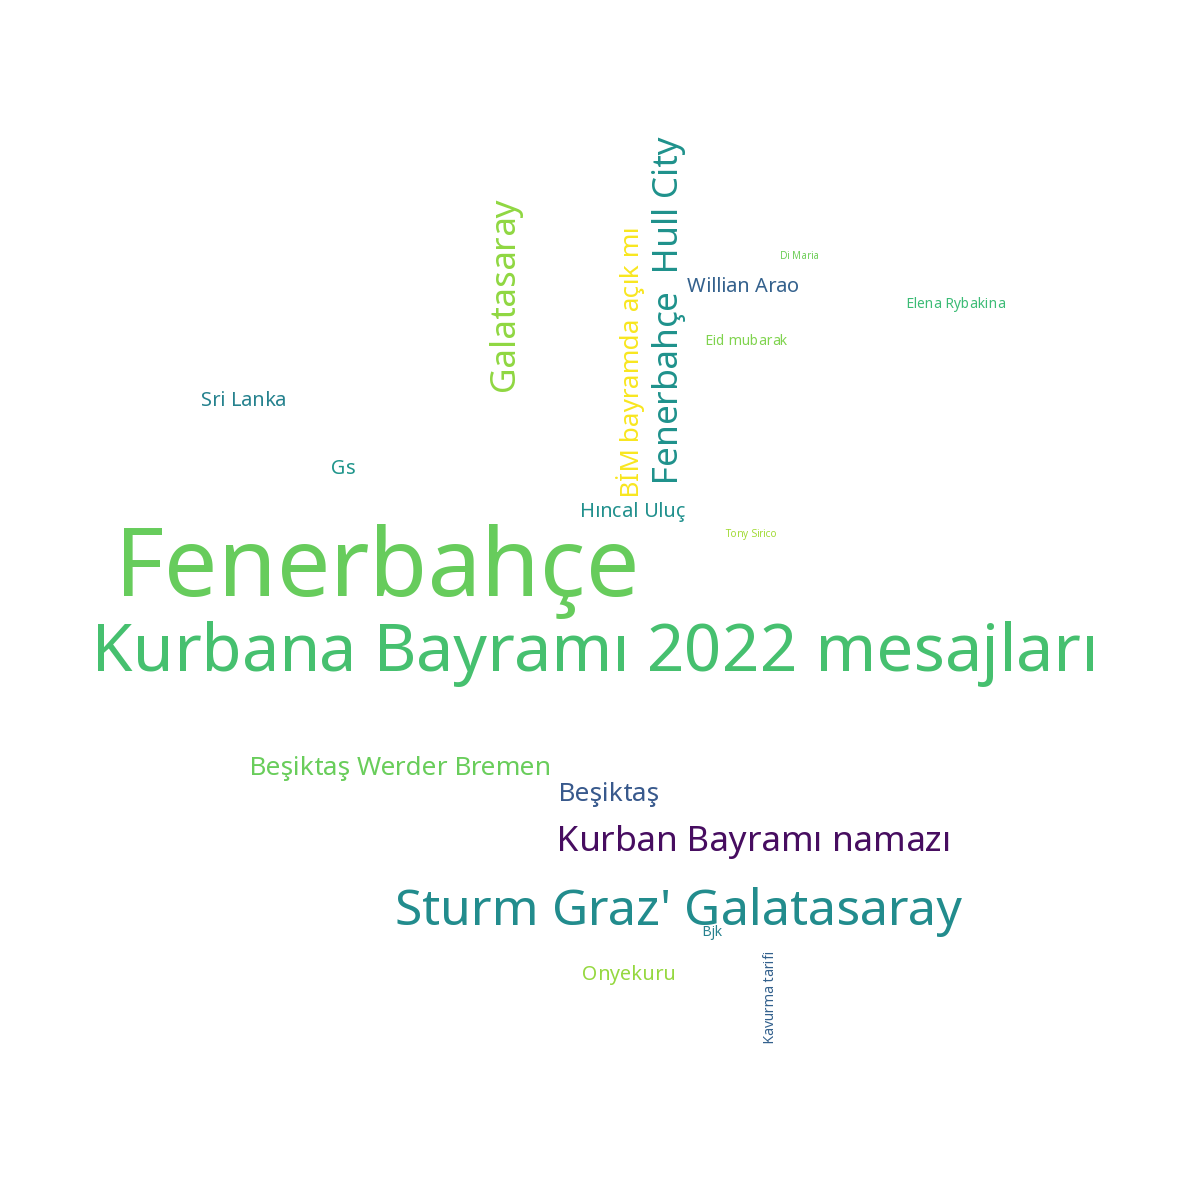 Fenerbahçe Hull City
Galatasaray
BİM bayramda açık mı
Di Maria
Willian Arao
Elena Rybakina
Eid mubarak
Sri Lanka
Gs
Hıncal Uluç
Tony Sirico
Fenerbahçe
Kurbana Bayramı 2022 mesajları
Beşiktaş Werder Bremen
Beşiktaş
Kurban Bayramı namazı
Sturm Graz' Galatasaray
Bjk
Onyekuru
Kavurma tarifi